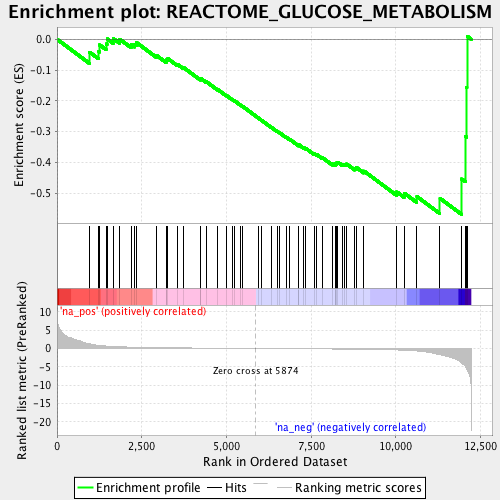 Enrichment plot: REACTOME_GLUCOSE_METABOLISM
Enrichment score (ES)
0.0
-0.1
-0.2
-0.3
-0.4
-0.5
'na_pos' (positively correlated)
Ranked list metric (PreRanked)
10
5
0
-5
-10
-15
-20
Zero cross at 5874
'na_neg' (negatively correlated)
0
2,500
5,000
7,500
10,000
12,500
Rank in Ordered Dataset
Enrichment profile
Hits
Ranking metric scores